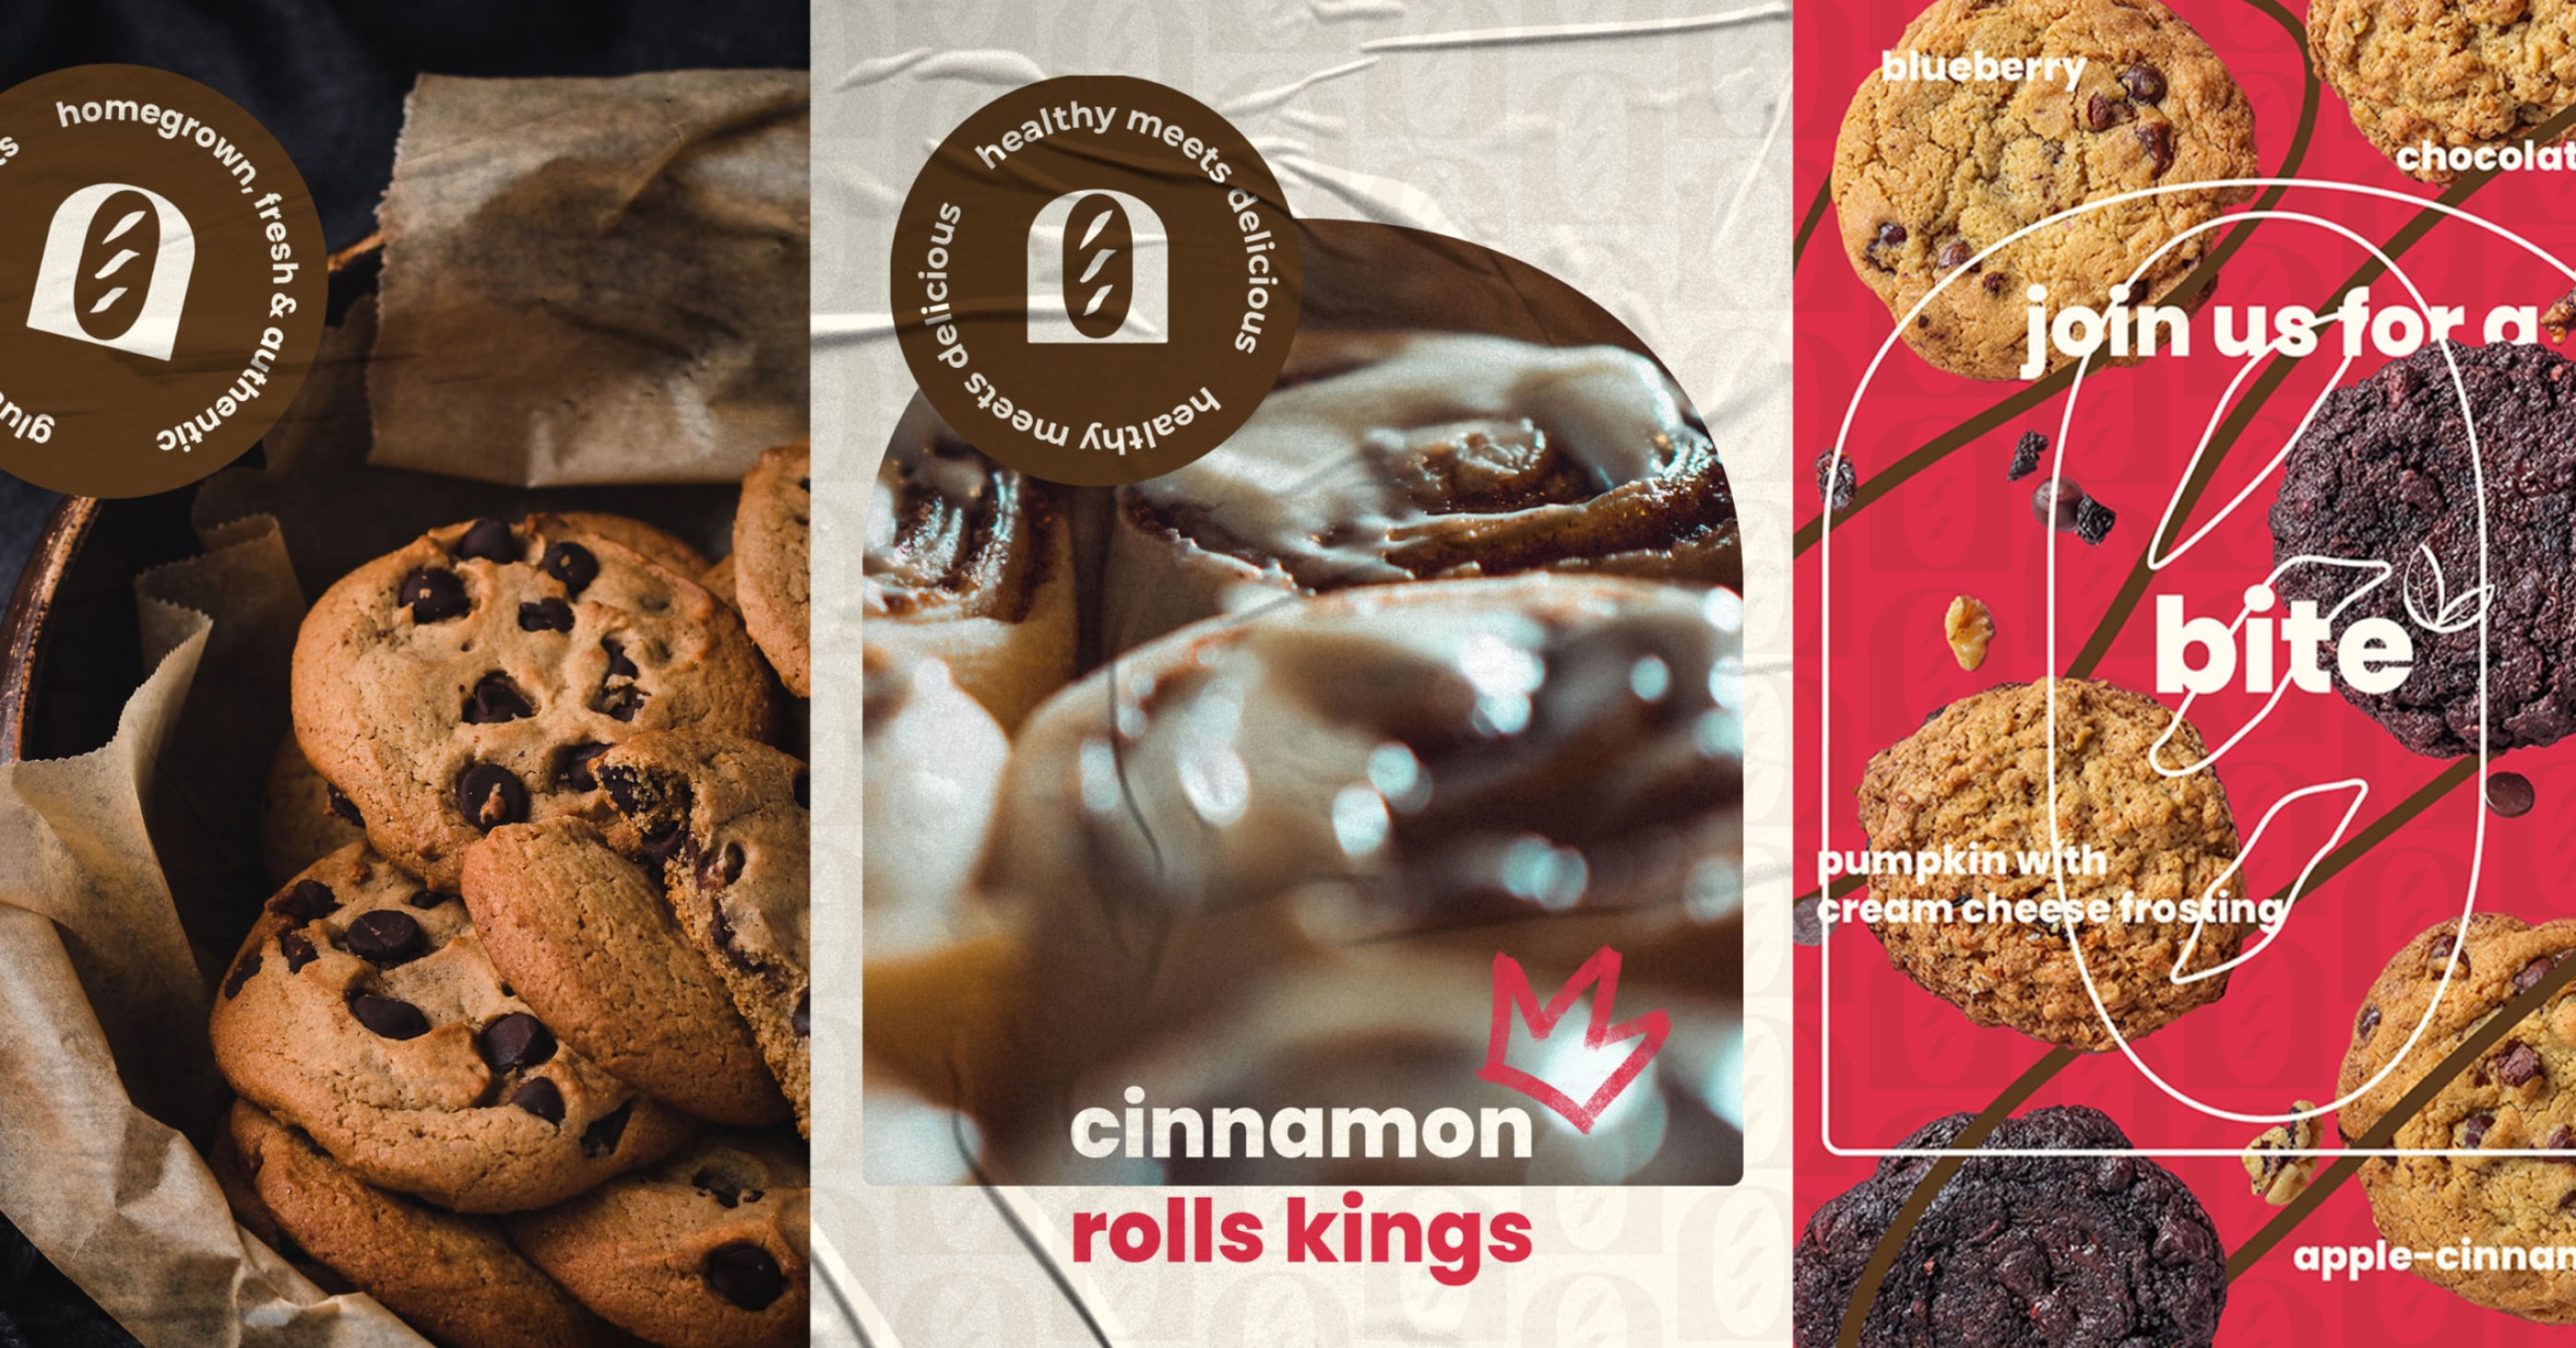 homegrown, fresh & authentic
healthy meets delicious
healthy meets delicious
cinnamon
rolls kings
blueberry
join us for a
bite
pumpkin with
cream cheese frosting